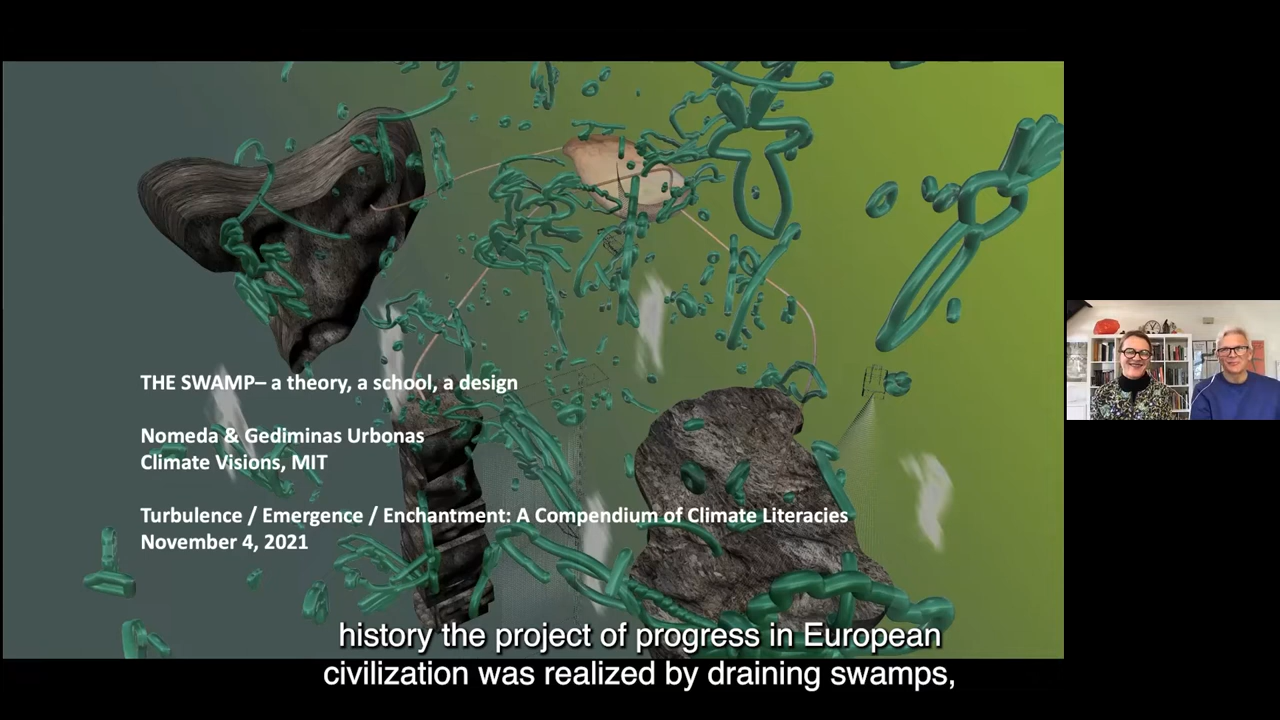 THE SWAMP– a theory, a school, a design
Nomeda & Gediminas Urbonas
Climate Visions, MIT
Turbulence / Emergence / Enchantment: A Compendium of Climate Literacies
November 4, 2021
history the project of progress in European
civilization was realized by draining swamps,